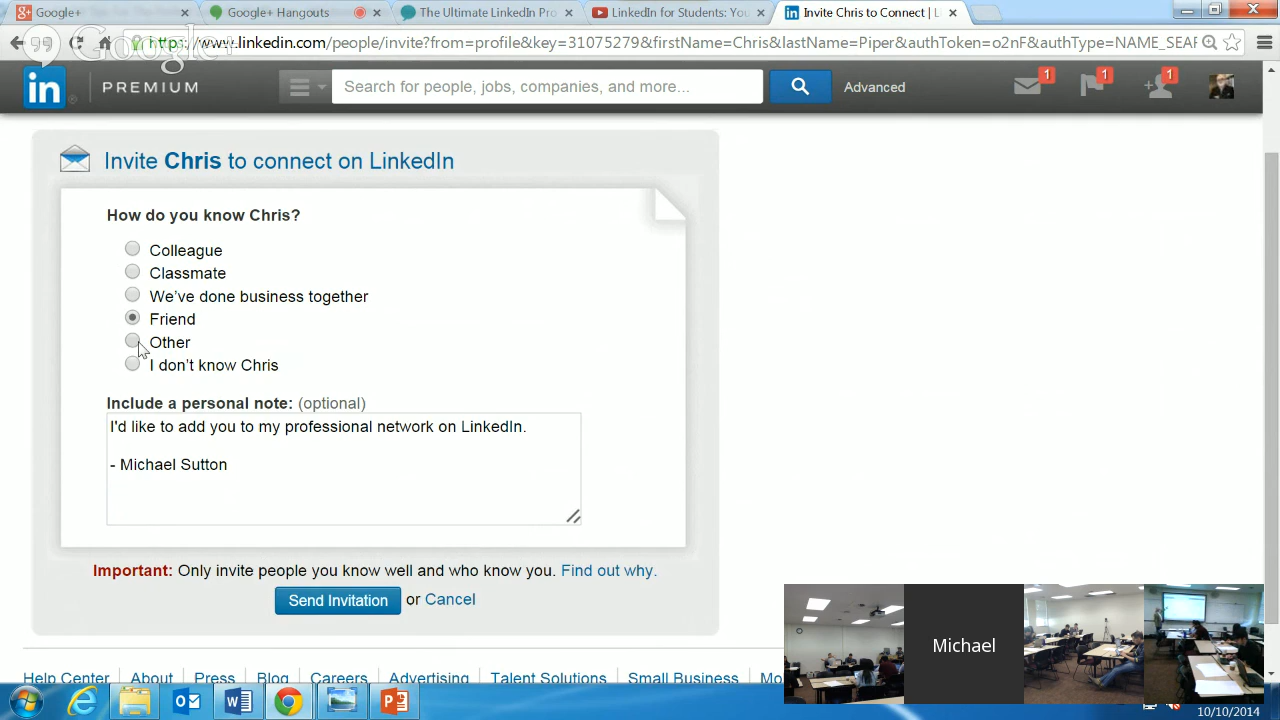 Google+
Google+ Hangouts
The Ultimate LinkedIn Pro
LinkedIn for Students: You
Invite Chris to Connect | L
Google+
https://www.linkedin.com/people/invite?from=profile&key=31075279&firstName=Chris&lastName=Piper&authToken=o2nF&authType=NAME_SEAR
in PREMIUM
Search for people, jobs, companies, and more...
Advanced
1
1
1
Invite Chris to connect on LinkedIn
How do you know Chris?
Colleague
Classmate
We've done business together
Friend
Other
I don't know Chris
Include a personal note: (optional)
I'd like to add you to my professional network on LinkedIn.
- Michael Sutton
Important: Only invite people you know well and who know you. Find out why.
Send Invitation or Cancel
Michael
Help Center
About
Press
Blog
Careers
Advertising
Talent Solutions
Small Business
Mo
10/10/2014